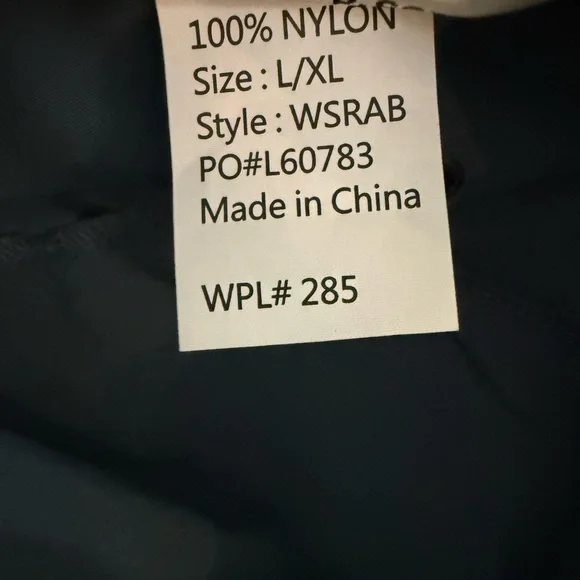 100% NYLON
Size : L/XL
Style : WSRAB
PO#L60783
Made in China
WPL# 285